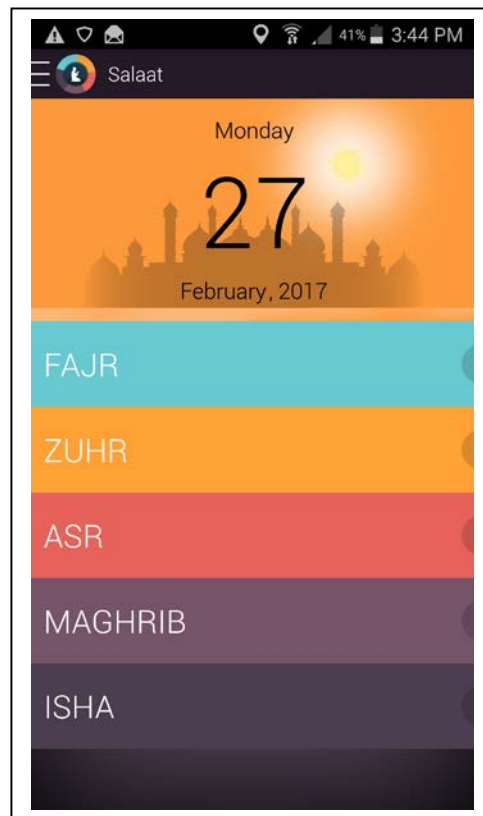 41% 3:44 PM
Salaat
Monday
27
February, 2017
FAJR
ZUHR
ASR
MAGHRIB
ISHA